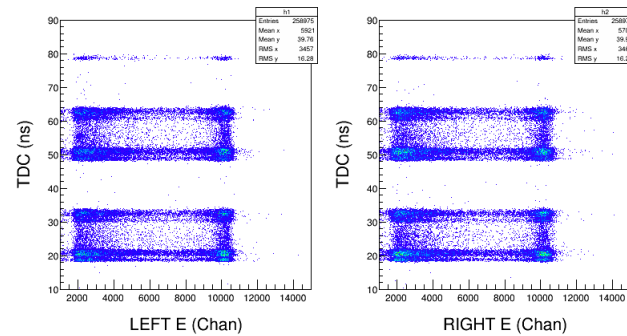 h1
Entries 258975
Mean x 5921
Mean y 39.76
RMS x 3457
RMS y 16.28
90
80
70
60
50
40
30
20
10
TDC (ns)
2000 4000 6000 8000 10000 12000 14000
LEFT E (Chan)
h2
Entries
Mean x
Mean y
RMS x
RMS y
90
80
70
60
50
40
30
20
10
TDC (ns)
2000 4000 6000 8000 10000 12000 14000
RIGHT E (Chan)